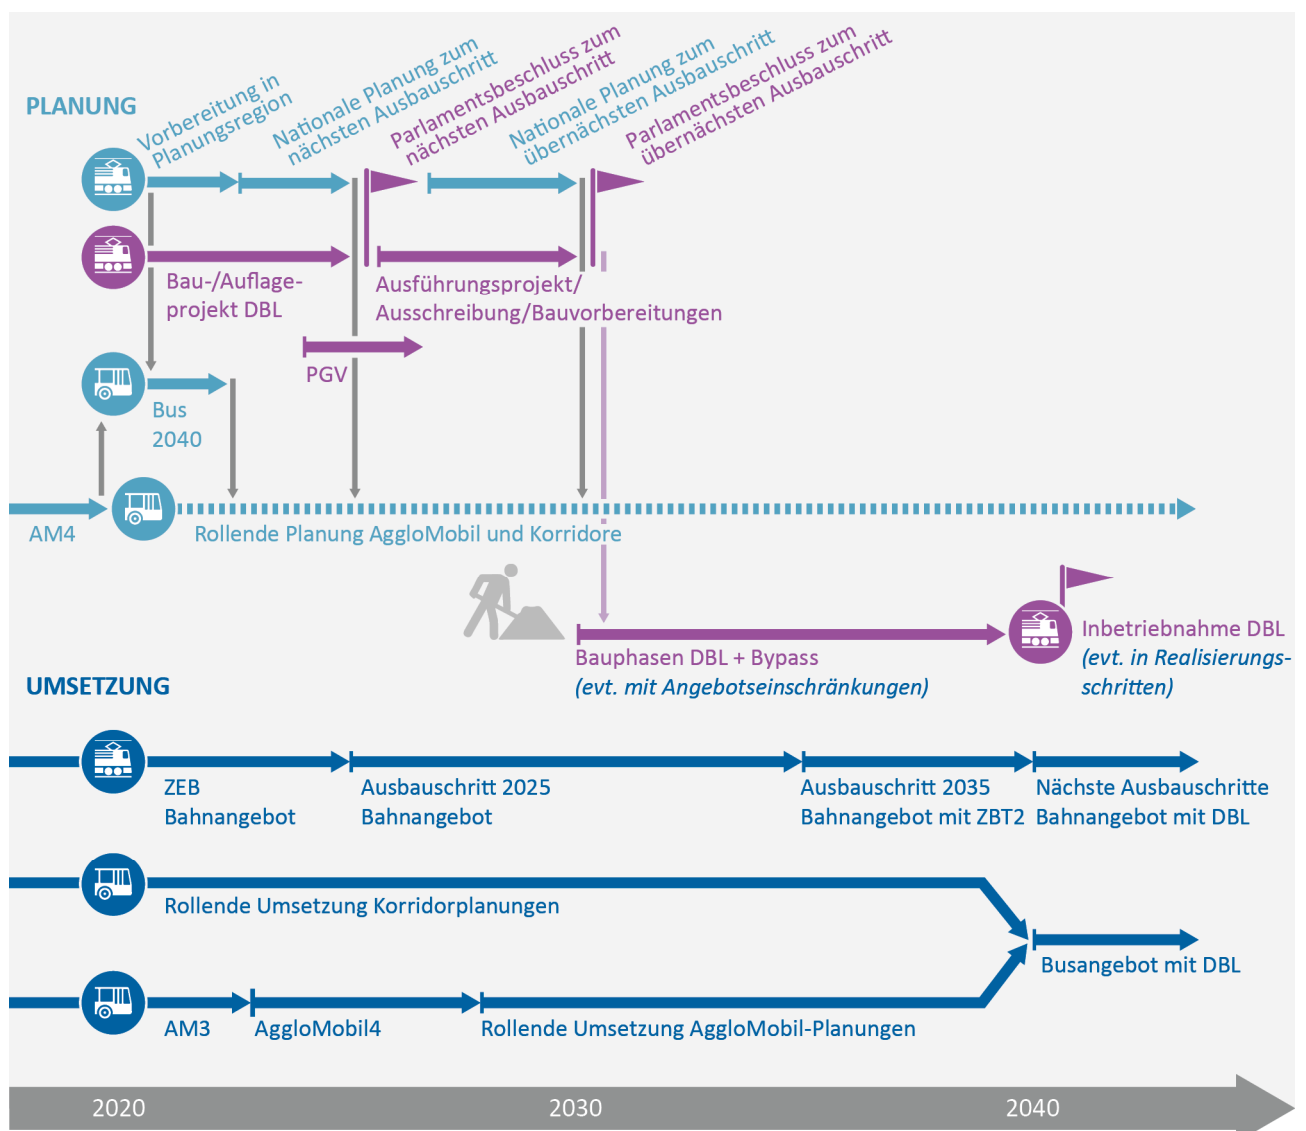 PLANUNG
Vorbereitung in
Planungsregion
Nationale Planung zum
nächsten Ausbauschritt
Parlamentsbeschluss zum
nächsten Ausbauschritt
Nationale Planung zum
übernächsten Ausbauschritt
Parlamentsbeschluss zum
übernächsten Ausbauschritt
Bau-/Auflage-
projekt DBL
Ausführungsprojekt/
Ausschreibung/Bauvorbereitungen
PGV
Bus
2040
AM4
Rollende Planung AggloMobil und Korridore
Bauphasen DBL + Bypass
(evt. mit Angebotseinschränkungen)
Inbetriebnahme DBL
(evt. in Realisierungs-
schritten)
UMSETZUNG
ZEB
Bahnangebot
Ausbauschritt 2025
Bahnangebot
Ausbauschritt 2035
Bahnangebot mit ZBT2
Nächste Ausbauschritte
Bahnangebot mit DBL
Rollende Umsetzung Korridorplanungen
Busangebot mit DBL
AM3
AggloMobil4
Rollende Umsetzung AggloMobil-Planungen
2020
2030
2040